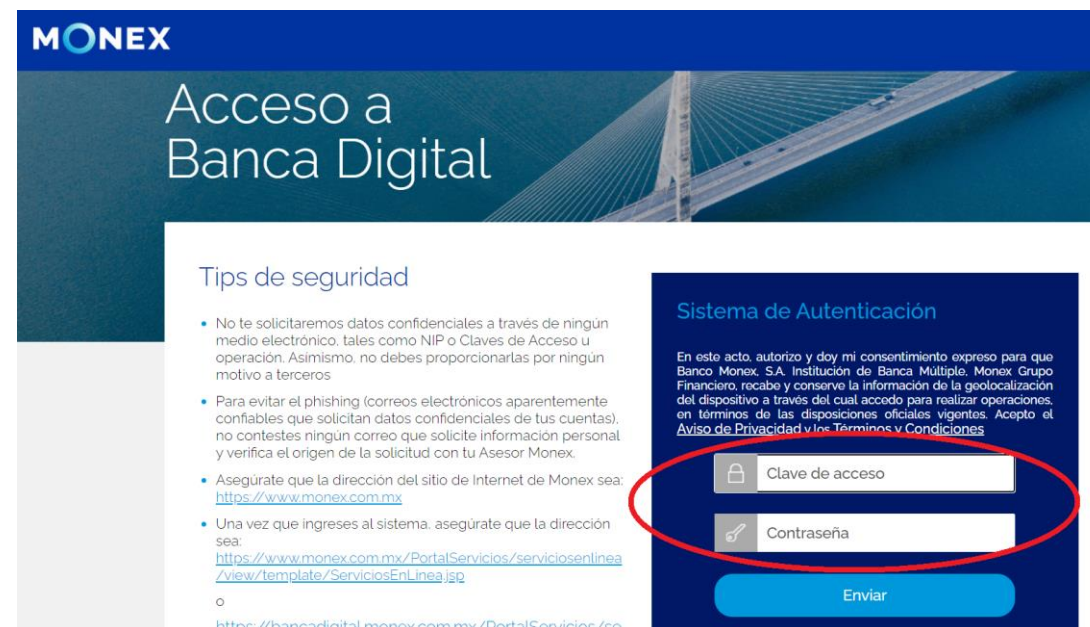 MONEX
Acceso a
Banca Digital
Tips de seguridad
No te solicitaremos datos confidenciales a través de ningún
medio electrónico, tales como NIP o Claves de Acceso u
operación. Asimismo, no debes proporcionarlas por ningún
motivo a terceros
Para evitar el phishing (correos electrónicos aparentemente
confiables que solicitan datos confidenciales de tus cuentas),
no contestes ningún correo que solicite información personal
y verifica el origen de la solicitud con tu Asesor Monex.
Asegúrate que la dirección del sitio de Internet de Monex sea:
https://www.monex.com.mx
Una vez que ingreses al sistema. asegúrate que la dirección
sea:
https://www.monex.com.mx/PortalServicios/serviciosenlinea
/view/template/ServiciosEnLinea.jsp
o
https://bancadigital.monex.com.mx/PortalServicios/se
Sistema de Autenticación
En este acto, autorizo y doy mi consentimiento expreso para que
Banco Monex, S.A. Institución de Banca Múltiple, Monex Grupo
Financiero, recabe y conserve la información de la geolocalización
del dispositivo a través del cual accedo para realizar operaciones,
en términos de las disposiciones oficiales vigentes. Acepto el
Aviso de Privacidad y los Términos y Condiciones
Clave de acceso
Contraseña
Enviar